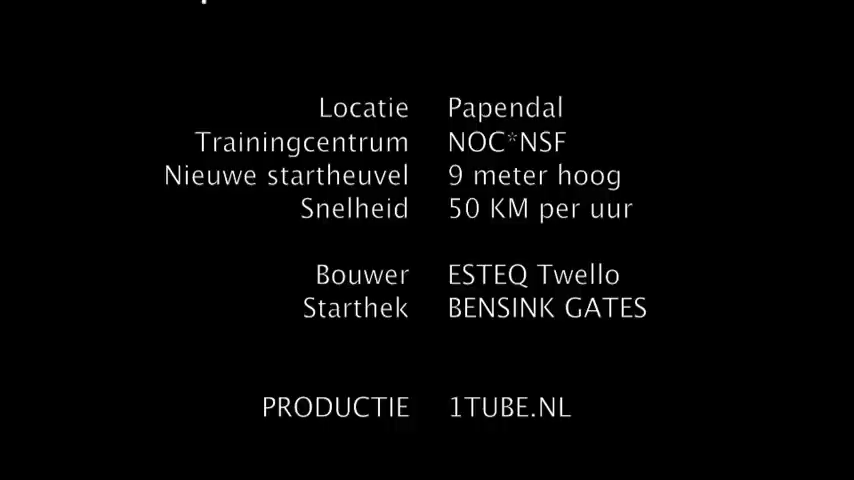 Locatie Papendal
Trainingcentrum NOC*NSF
Nieuwe startheuvel 9 meter hoog
Snelheid 50 KM per uur
Bouwer ESTEQ Twello
Starthek BENSINK GATES
PRODUCTIE 1TUBE.NL